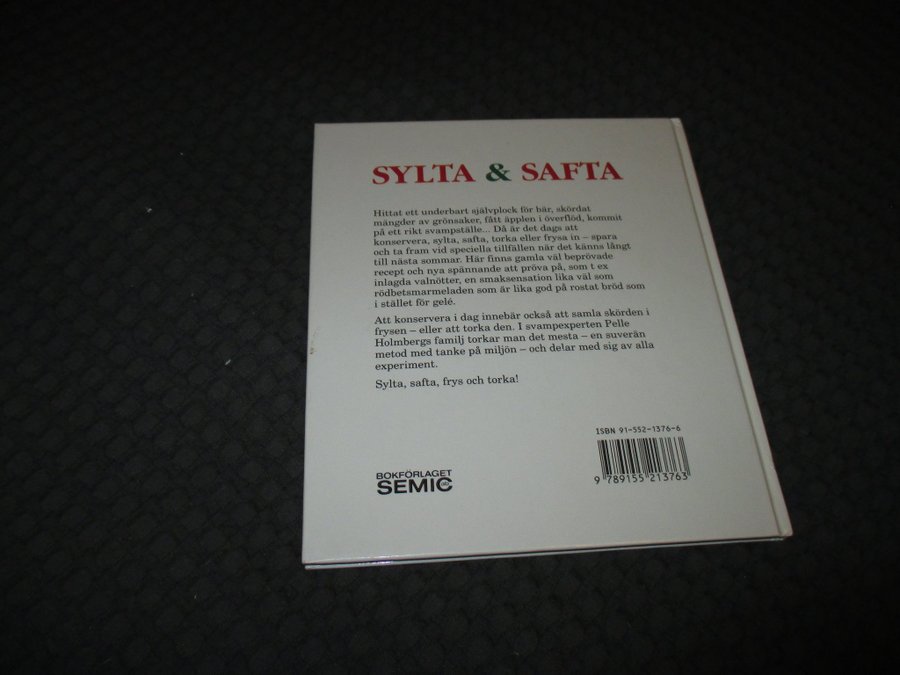 SYLTA & SAFTA
Hittat ett underbart självplock för bär, skördat
mängder av grönsaker, fått äpplen i överflöd, kommit
på ett rikt svampställe... Då är det dags att
konservera, sylta, safta, torka eller frysa in – spara
och ta fram vid speciella tillfällen när det känns långt
till nästa sommar. Här finns gamla väl beprövade
recept och nya spännande att pröva på, som t ex
inlagda valnötter, en smaksensation lika väl som
rödbetsmarmeladen som är lika god på rostat bröd som
i stället för gelé.
Att konservera i dag innebär också att samla skörden i
frysen – eller att torka den. I svampexperten Pelle
Holmbergs familj torkar man det mesta – en suverän
metod med tanke på miljön – och delar med sig av alla
experiment.
Sylta, safta, frys och torka!
ISBN 91-552-1376-6
9 789155 213763
BOKFÖRLAGET
SEMIC